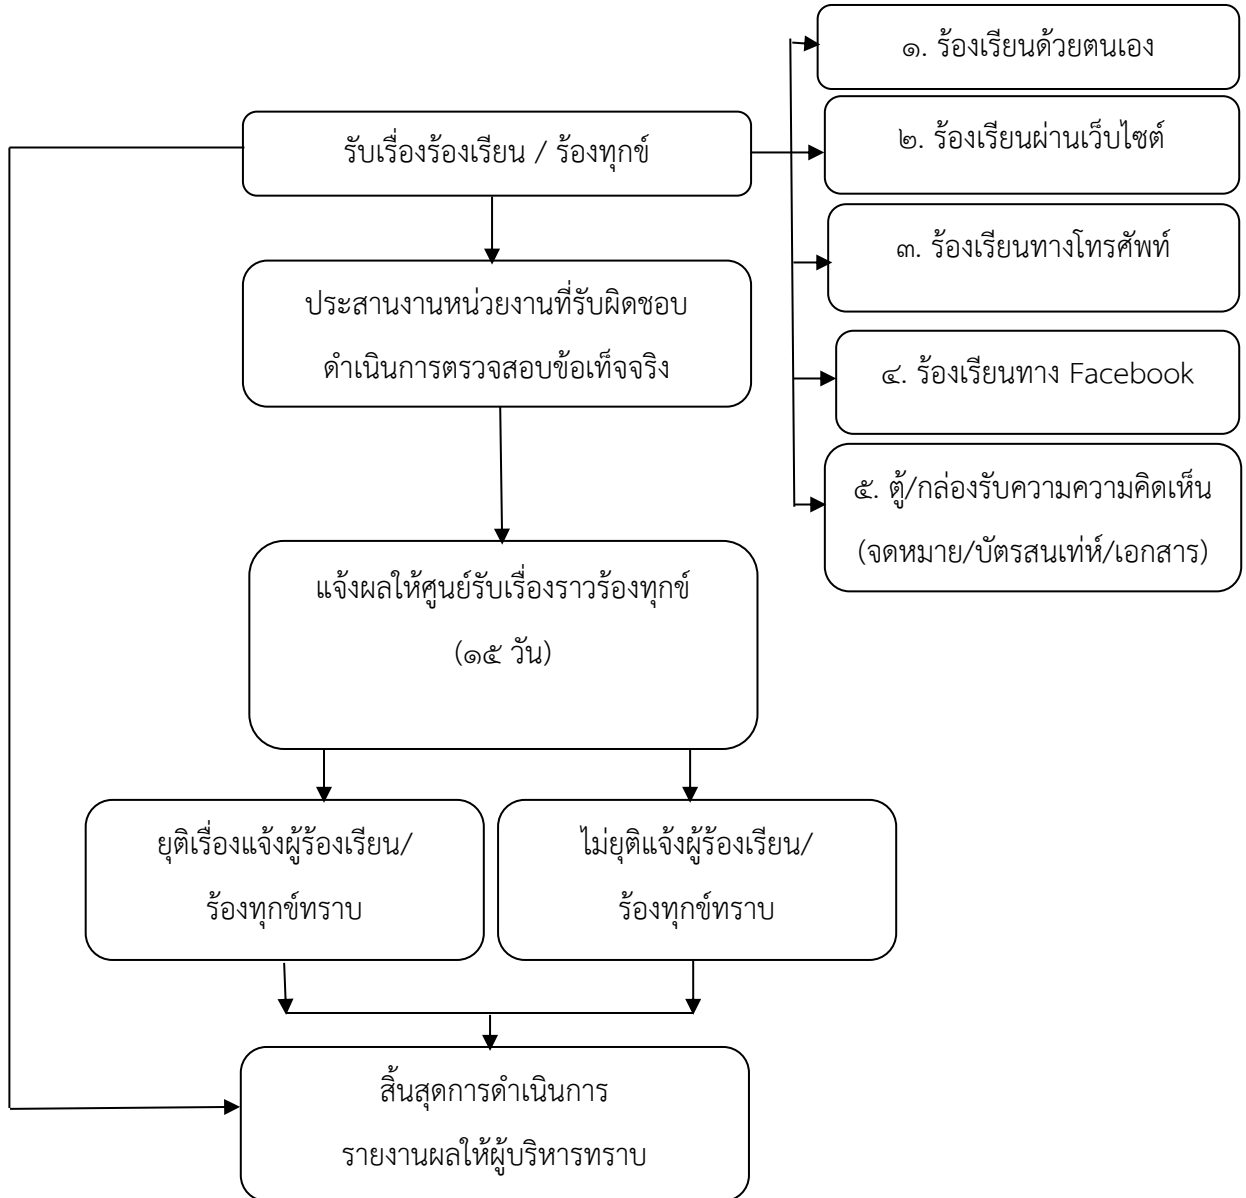 ๑. ร้องเรียนด้วยตนเอง
รับเรื่องร้องเรียน / ร้องทุกข์
๒. ร้องเรียนผ่านเว็บไซต์
๓. ร้องเรียนทางโทรศัพท์
ประสานงานหน่วยงานที่รับผิดชอบ
ดำเนินการตรวจสอบข้อเท็จจริง
๔. ร้องเรียนทาง Facebook
๕. ตู้/กล่องรับความความคิดเห็น
(จดหมาย/บัตรสนเท่ห์/เอกสาร)
แจ้งผลให้ศูนย์รับเรื่องราวร้องทุกข์
(๑๕ วัน)
ยุติเรื่องแจ้งผู้ร้องเรียน/
ร้องทุกข์ทราบ
ไม่ยุติแจ้งผู้ร้องเรียน/
ร้องทุกข์ทราบ
สิ้นสุดการดำเนินการ
รายงานผลให้ผู้บริหารทราบ